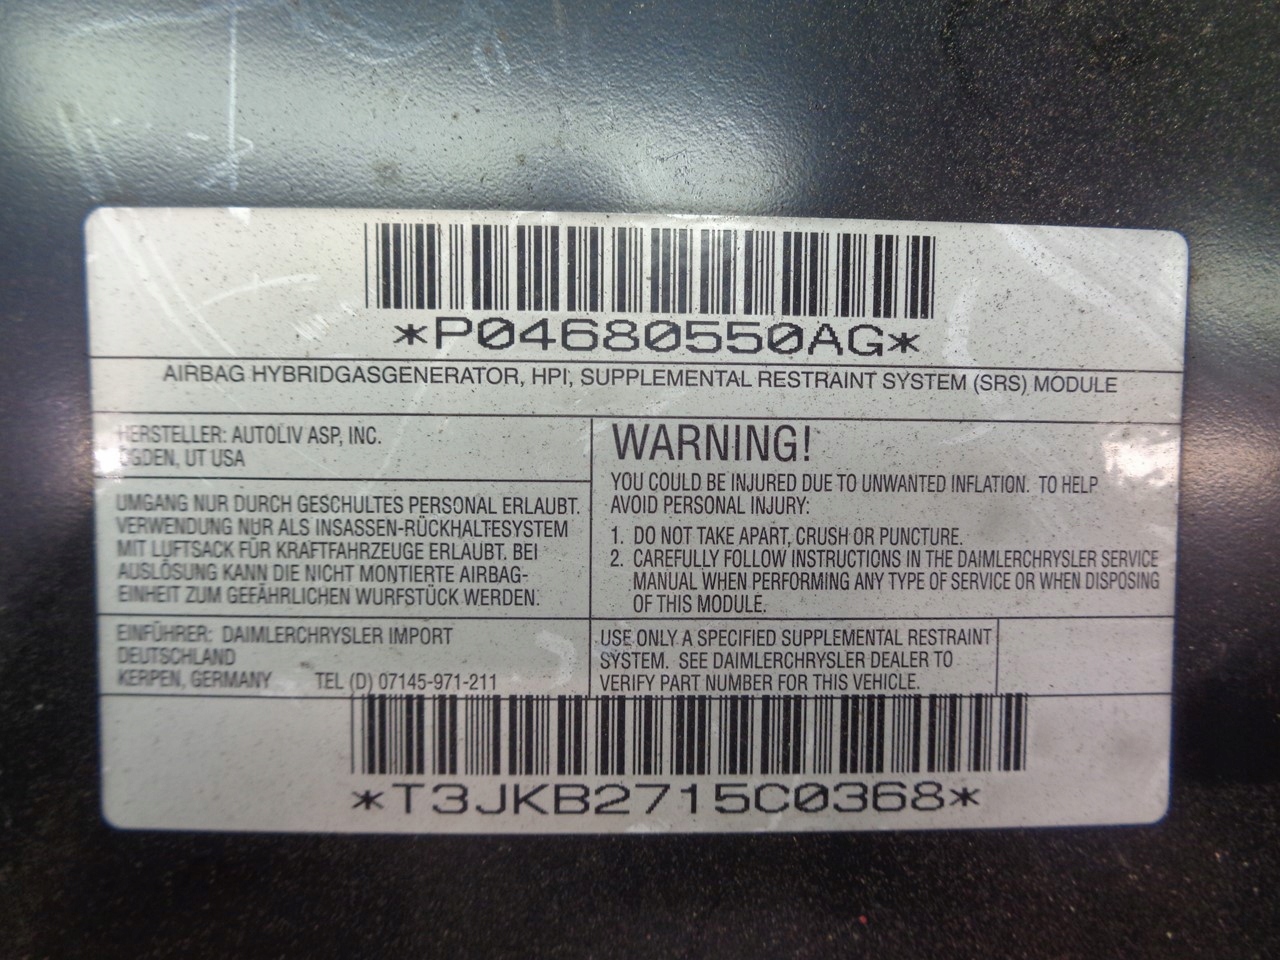 *P04680550AG*
AIRBAG HYBRIDGASGENERATOR, HPI, SUPPLEMENTAL RESTRAINT SYSTEM (SRS) MODULE
HERSTELLER: AUTOLIV ASP, INC.
OGDEN, UT USA
UMGANG NUR DURCH GESCHULTES PERSONAL ERLAUBT.
VERWENDUNG NUR ALS INSASSEN-RÜCKHALTESYSTEM
MIT LUFTSACK FÜR KRAFTFAHRZEUGE ERLAUBT. BEI
AUSLÖSUNG KANN DIE NICHT MONTIERTE AIRBAG-
EINHEIT ZUM GEFÄHRLICHEN WURFSTÜCK WERDEN.
EINFÜHRER: DAIMLERCHRYSLER IMPORT
DEUTSCHLAND
KERPEN, GERMANY TEL (D) 07145-971-211
WARNING!
YOU COULD BE INJURED DUE TO UNWANTED INFLATION. TO HELP
AVOID PERSONAL INJURY:
1. DO NOT TAKE APART, CRUSH OR PUNCTURE.
2. CAREFULLY FOLLOW INSTRUCTIONS IN THE DAIMLERCHRYSLER SERVICE
MANUAL WHEN PERFORMING ANY TYPE OF SERVICE OR WHEN DISPOSING
OF THIS MODULE.
USE ONLY A SPECIFIED SUPPLEMENTAL RESTRAINT
SYSTEM. SEE DAIMLERCHRYSLER DEALER TO
VERIFY PART NUMBER FOR THIS VEHICLE.
*T3JKB2715C0368*